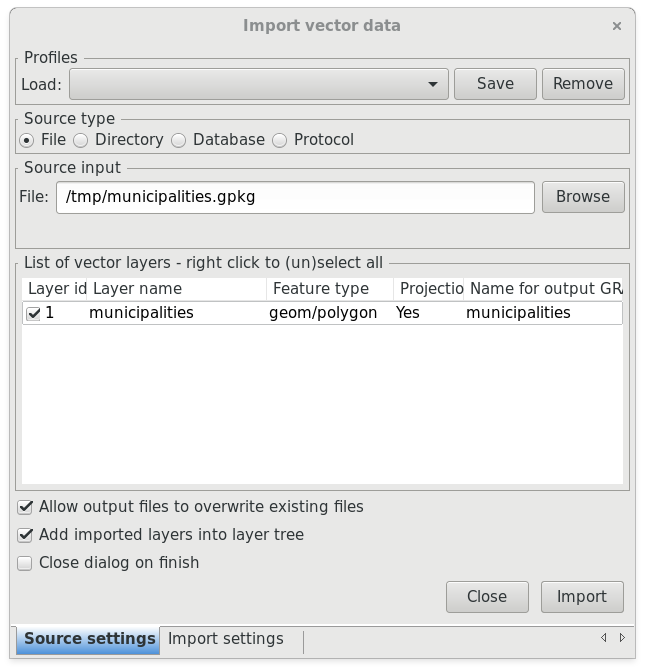 Import vector data
Profiles
Load: Save Remove
Source type
File Directory Database Protocol
Source input
File: /tmp/municipalities.gpkg Browse
List of vector layers - right click to (un)select all
Layer id Layer name Feature type Projectio Name for output GRA
1 municipalities geom/polygon Yes municipalities
Allow output files to overwrite existing files
Add imported layers into layer tree
Close dialog on finish
Close Import
Source settings Import settings